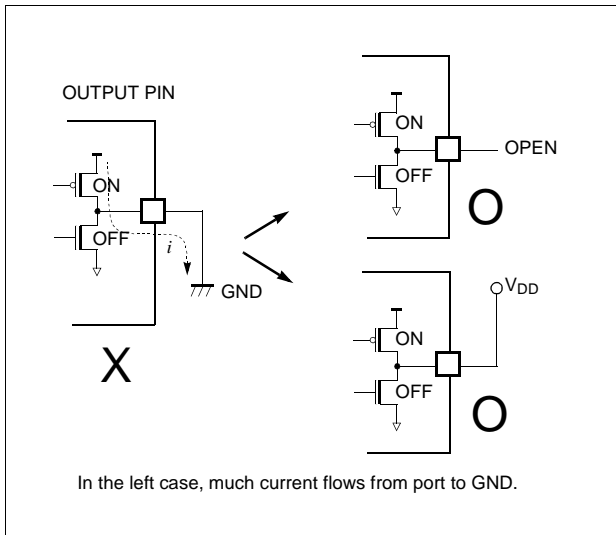 OUTPUT PIN
ON
OFF
i
GND
X
ON
OFF
OPEN
O
VDD
ON
OFF
O
In the left case, much current flows from port to GND.